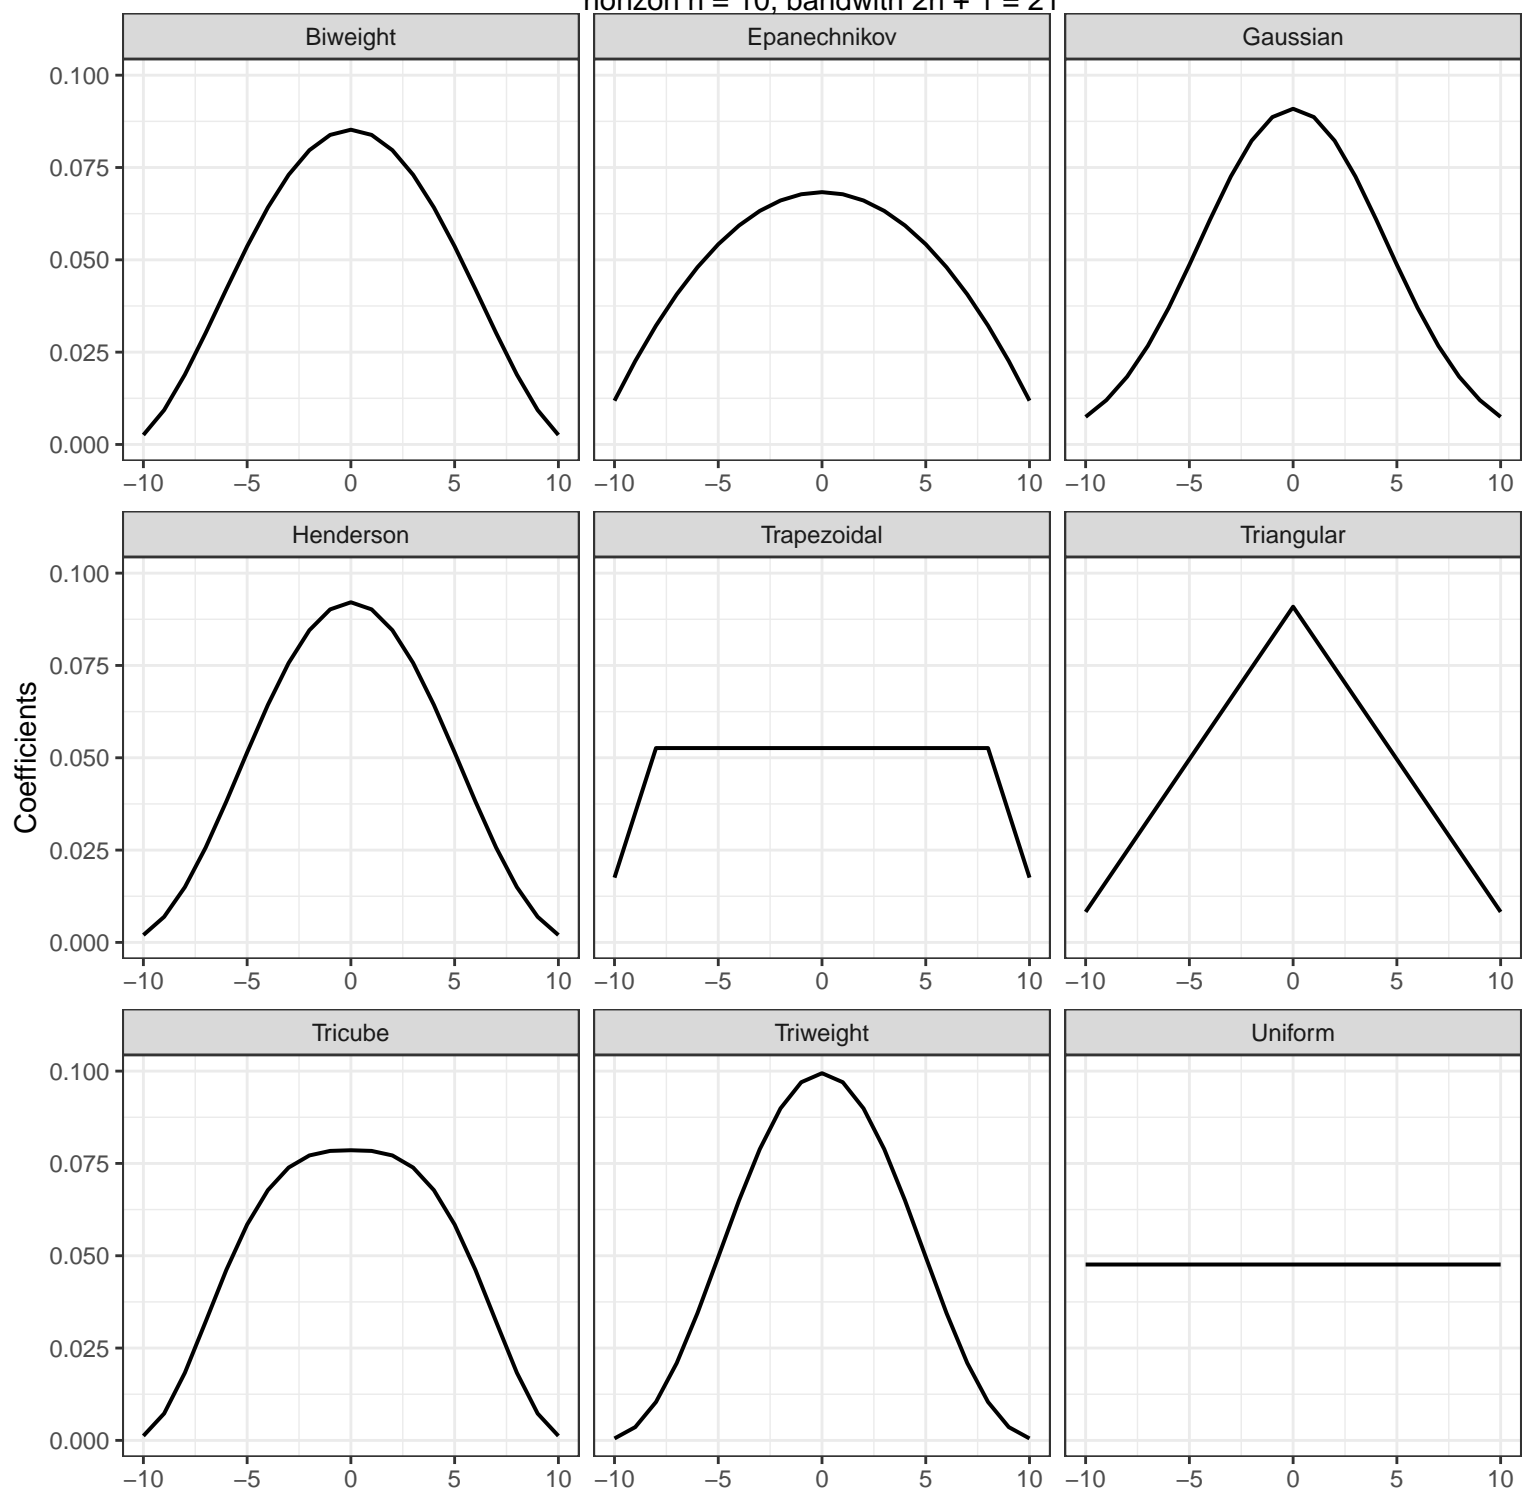 horizon h = 10, bandwith 2h + 1 = 21
Biweight Epanechnikov Gaussian
0.100
0.075
0.050
0.025
0.000
−10 −5 0 5 10 −10 −5 0 5 10 −10 −5 0 5 10
Henderson Trapezoidal Triangular
0.100
0.075
0.050
0.025
0.000
Coefficients
−10 −5 0 5 10 −10 −5 0 5 10 −10 −5 0 5 10
Tricube Triweight Uniform
0.100
0.075
0.050
0.025
0.000
−10 −5 0 5 10 −10 −5 0 5 10 −10 −5 0 5 10